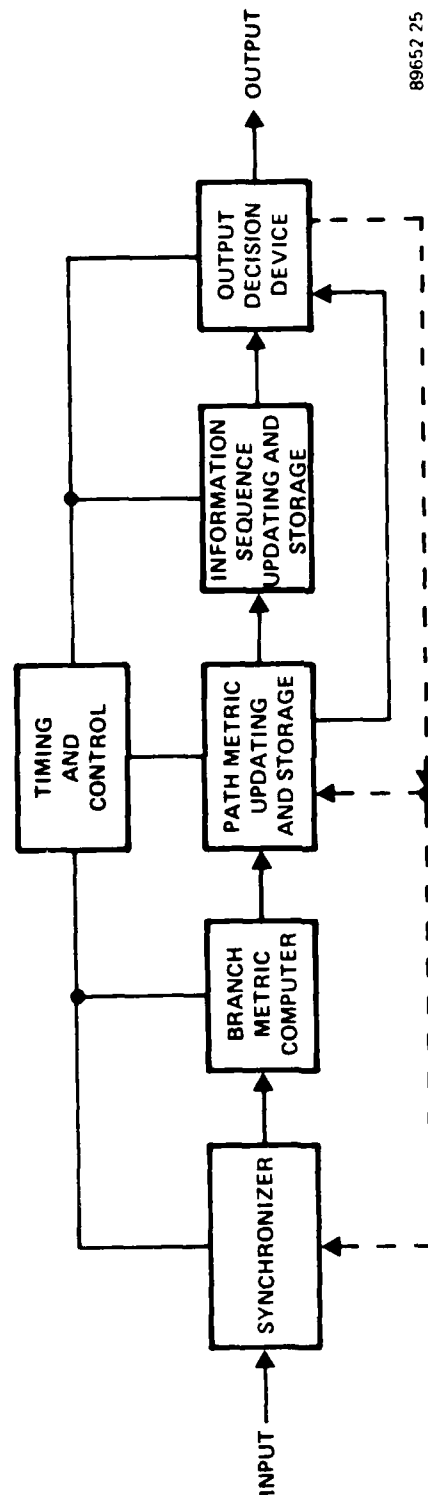 TIMING
AND
CONTROL
INPUT
SYNCHRONIZER
BRANCH
METRIC
COMPUTER
PATH METRIC
UPDATING
AND STORAGE
INFORMATION
SEQUENCE
UPDATING AND
STORAGE
OUTPUT
DECISION
DEVICE
OUTPUT
89652 25